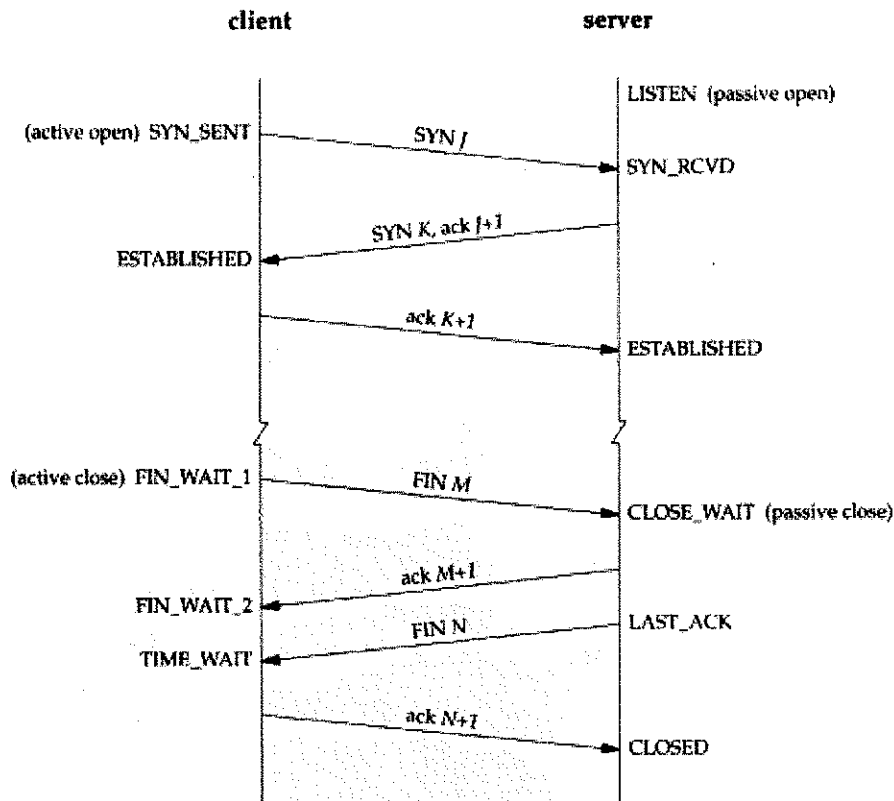 client server
LISTEN (passive open)
(active open) SYN_SENT
SYN J
SYN_RCVD
SYN K, ack J+1
ESTABLISHED
ack K+1
ESTABLISHED
(active close) FIN_WAIT_1
FIN M
CLOSE_WAIT (passive close)
ack M+1
FIN_WAIT_2
FIN N
LAST_ACK
TIME_WAIT
ack N+1
CLOSED